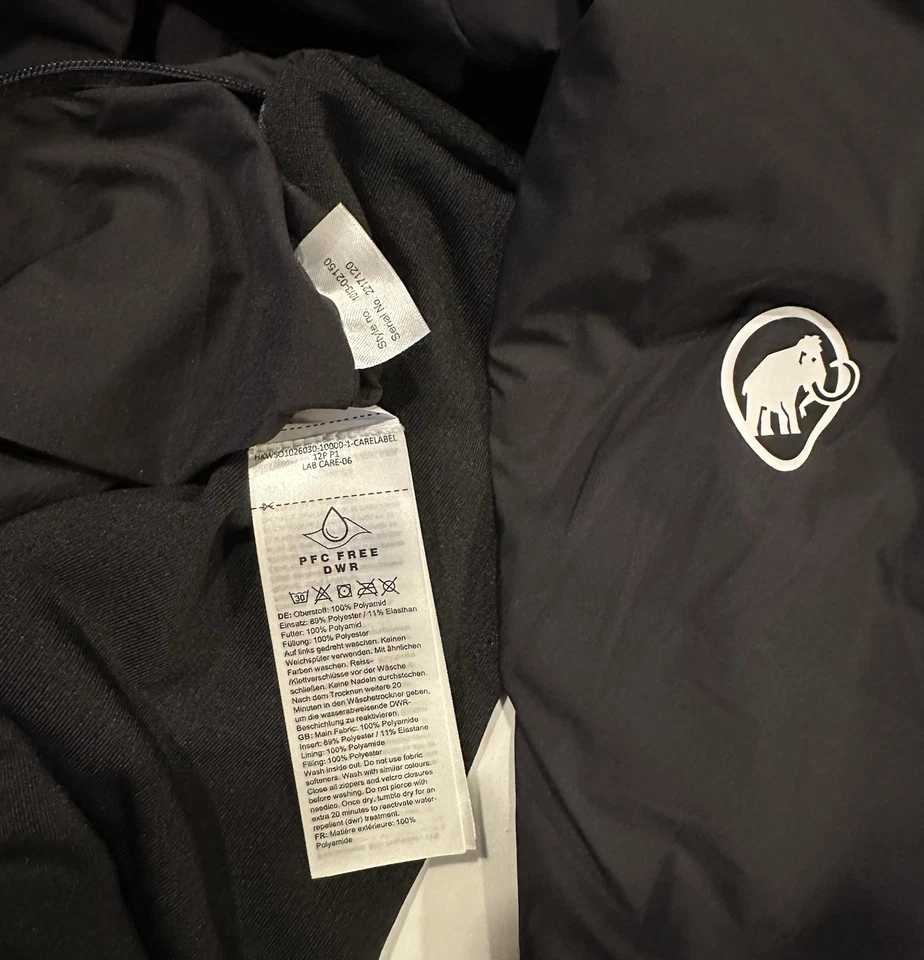 Style no. 1013-02150
Serial No 2217120
HKWSO1026030-10000-1-CARELABEL
12P P1
LAB CARE-06
PFC FREE
DWR
30
DE: Oberstoff: 100% Polyamid
Einsatz: 89% Polyester / 11% Elasthan
Futter: 100% Polyamid
Füllung: 100% Polyester
Auf links gedreht waschen. Keinen
Weichspüler verwenden. Mit ähnlichen
Farben waschen. Reiss-
/Klettverschlüsse vor der Wäsche
schließen. Keine Nadeln durchstechen.
Nach dem Trocknen weitere 20
Minuten in den Wäschetrockner geben,
um die wasserabweisende DWR-
Beschichtung zu reaktivieren.
GB: Main Fabric: 100% Polyamide
Insert: 89% Polyester / 11% Elastane
Lining: 100% Polyamide
Filling: 100% Polyester
Wash inside out. Do not use fabric
softeners. Wash with similar colours.
Close all zippers and velcro closures
before washing. Do not pierce with
needles. Once dry, tumble dry for an
extra 20 minutes to reactivate water-
repellent (dwr) treatment.
FR: Matière extérieure: 100%
Polyamide